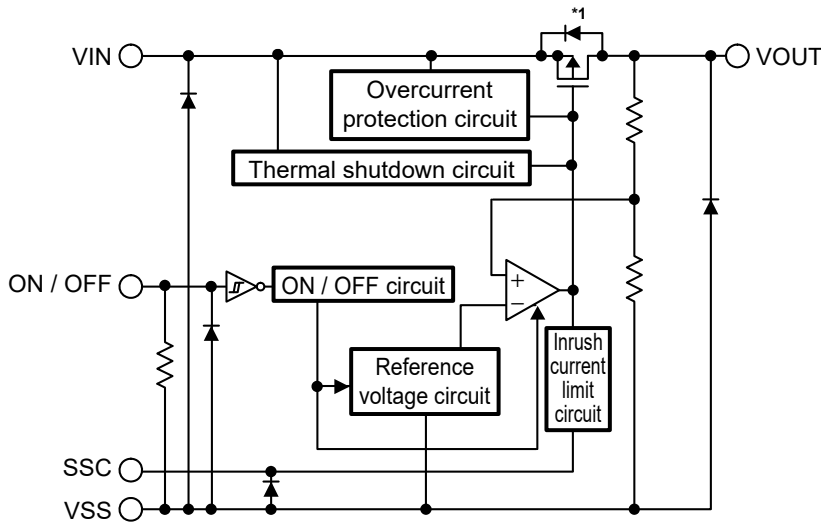 *1
VIN
VOUT
Overcurrent
protection circuit
Thermal shutdown circuit
ON / OFF
ON / OFF circuit
+
−
Reference
voltage circuit
Inrush
current
limit
circuit
SSC
VSS